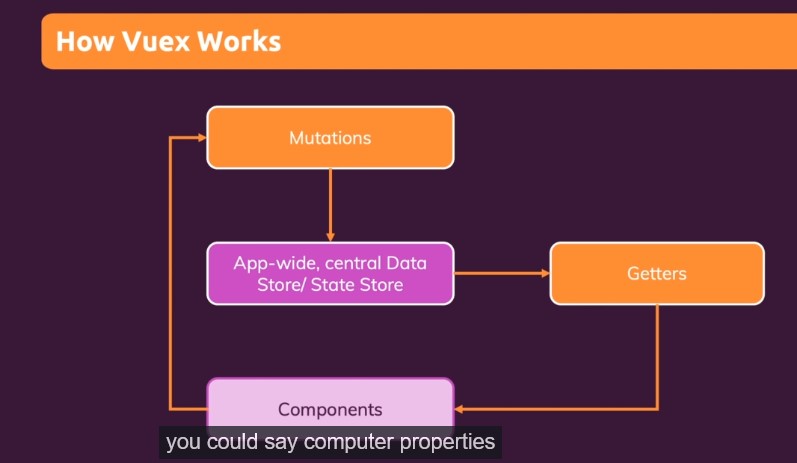 How Vuex Works
Mutations
App-wide, central Data
Store/ State Store
Getters
Components
you could say computer properties